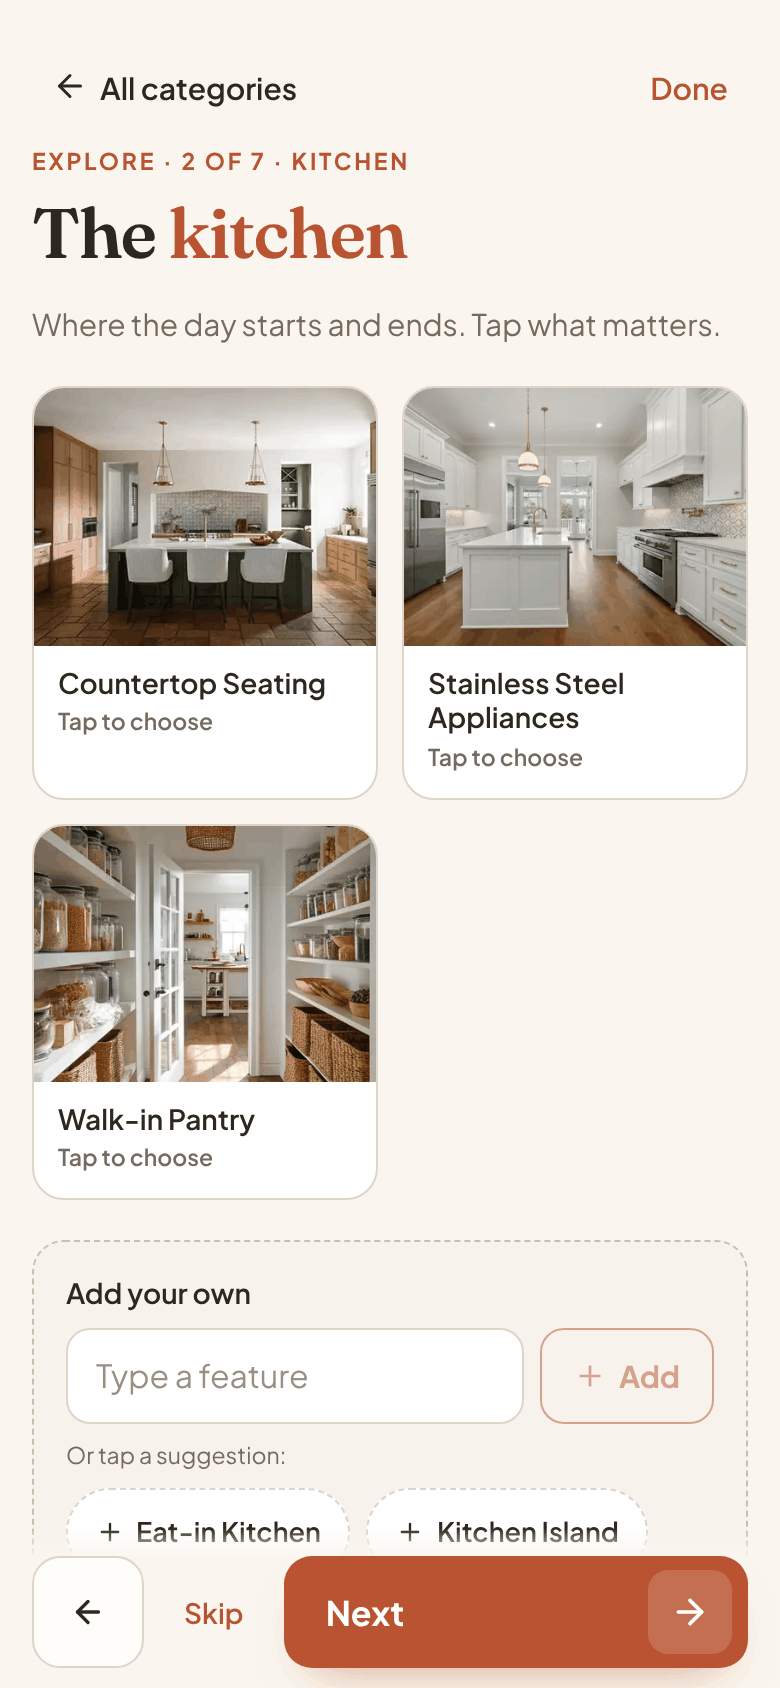 All categories
Done
EXPLORE · 2 OF 7 · KITCHEN
The kitchen
Where the day starts and ends. Tap what matters.
Countertop Seating
Tap to choose
Stainless Steel
Appliances
Tap to choose
Walk-in Pantry
Tap to choose
Add your own
Type a feature
+ Add
Or tap a suggestion:
+ Eat-in Kitchen
+ Kitchen Island
Skip
Next